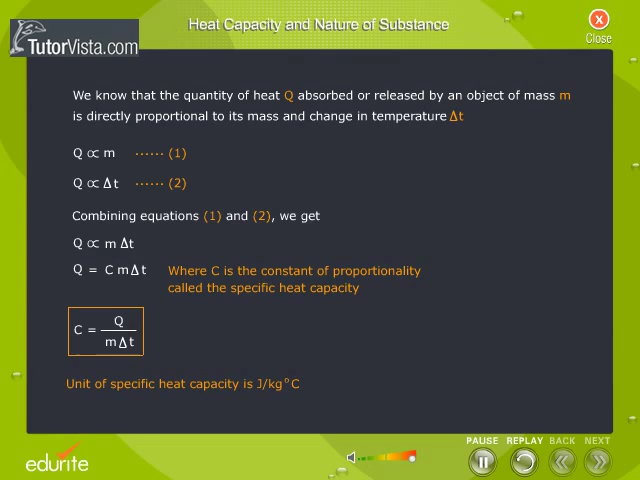 Heat Capacity and Nature of Substance
Close
TutorVista.com
We know that the quantity of heat Q absorbed or released by an object of mass m
is directly proportional to its mass and change in temperature Δt
Q ∝ m ...... (1)
Q ∝ Δt ...... (2)
Combining equations (1) and (2), we get
Q ∝ m Δt
Q = C m Δt Where C is the constant of proportionality
called the specific heat capacity
C = Q / m Δt
Unit of specific heat capacity is J/kg°C
PAUSE REPLAY BACK NEXT
edurite